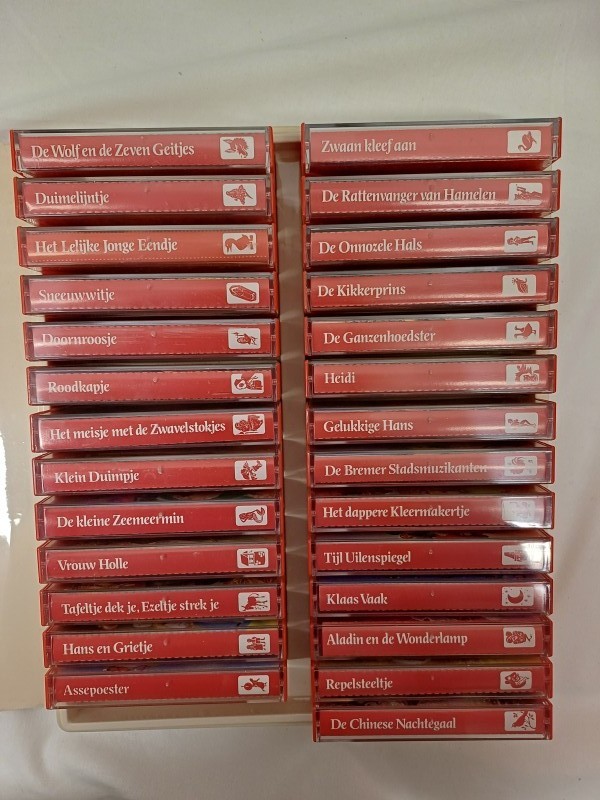 De Wolf en de Zeven Geitjes
Duimelijntje
Het Lelijke Jonge Eendje
Sneeuwwitje
Doornroosje
Roodkapje
Het meisje met de Zwavelstokjes
Klein Duimpje
De kleine Zeemeermin
Vrouw Holle
Tafeltje dek je, Ezeltje strek je
Hans en Grietje
Assepoester
Zwaan kleef aan
De Rattenvanger van Hamelen
De Onnozele Hals
De Kikkerprins
De Ganzenhoedster
Heidi
Gelukkige Hans
De Bremer Stadsmuzikanten
Het dappere Kleermakertje
Tijl Uilenspiegel
Klaas Vaak
Aladin en de Wonderlamp
Repelsteeltje
De Chinese Nachtegaal